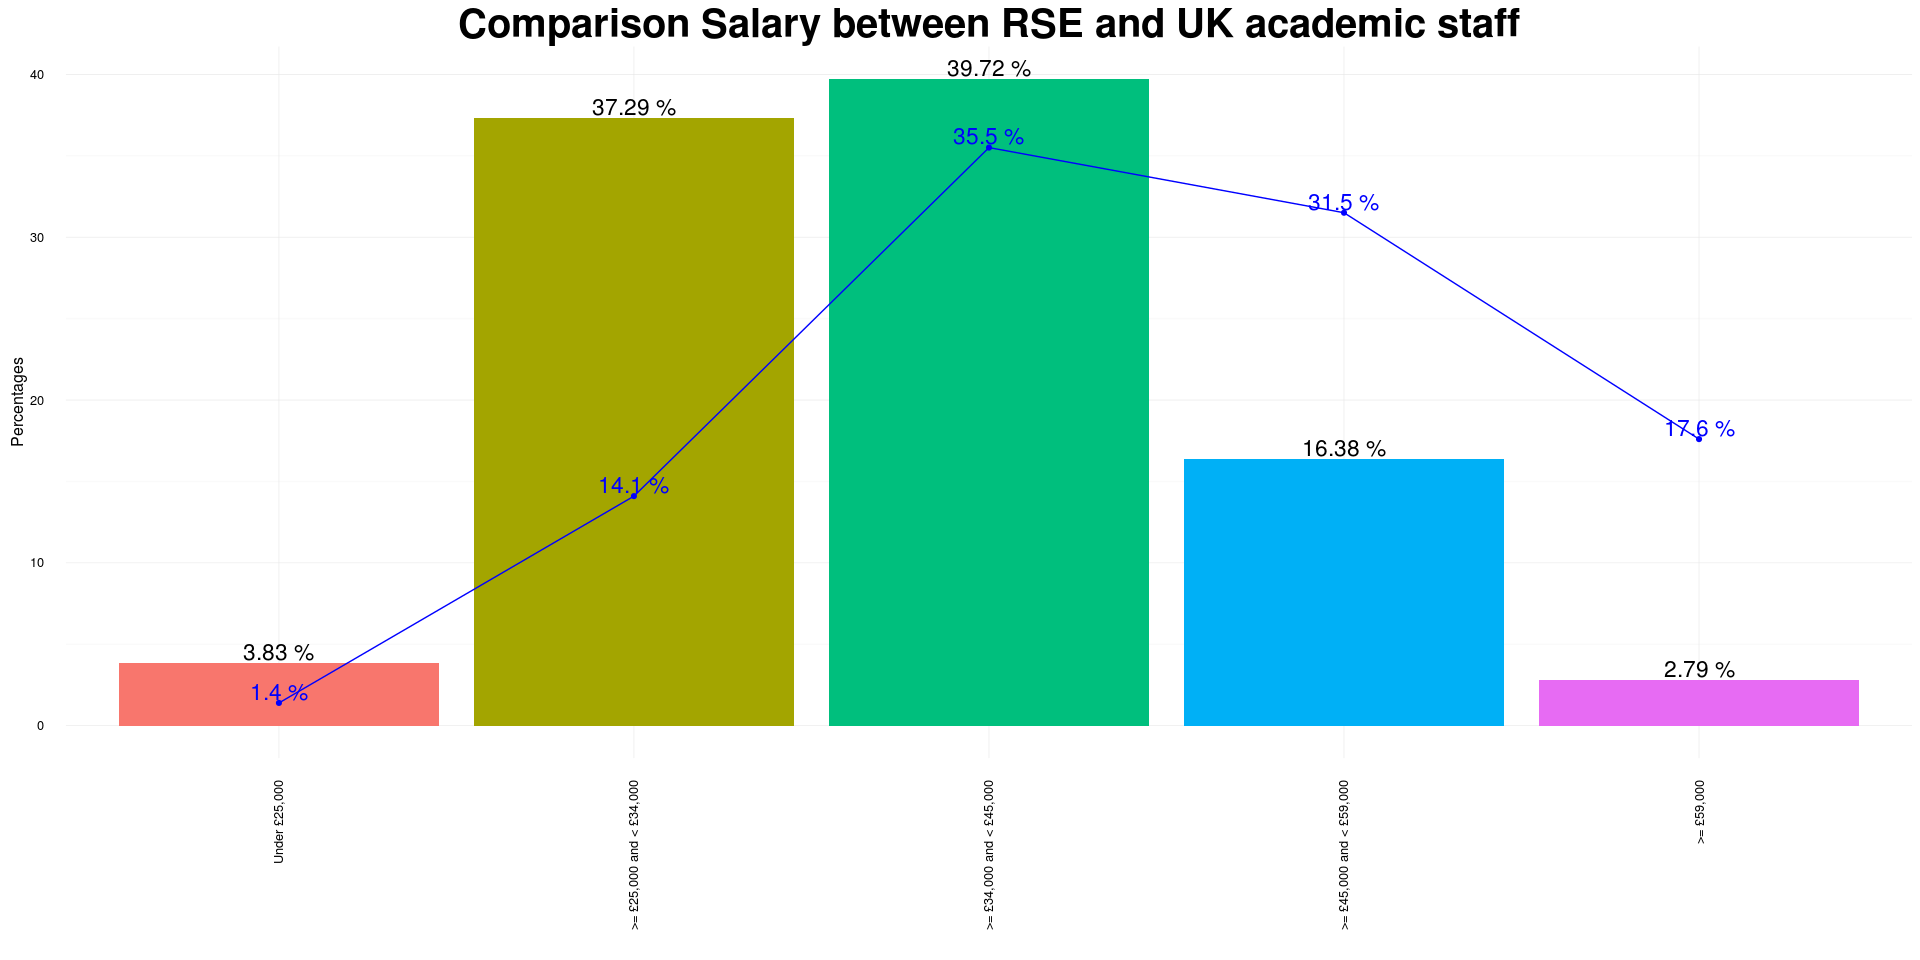 Comparison Salary between RSE and UK academic staff
Percentages
40
30
20
10
0
39.72 %
37.29 %
35.5 %
31.5 %
17.6 %
16.38 %
14.1 %
3.83 %
2.79 %
1.4 %
Under £25,000
>= £25,000 and < £34,000
>= £34,000 and < £45,000
>= £45,000 and < £59,000
>= £59,000